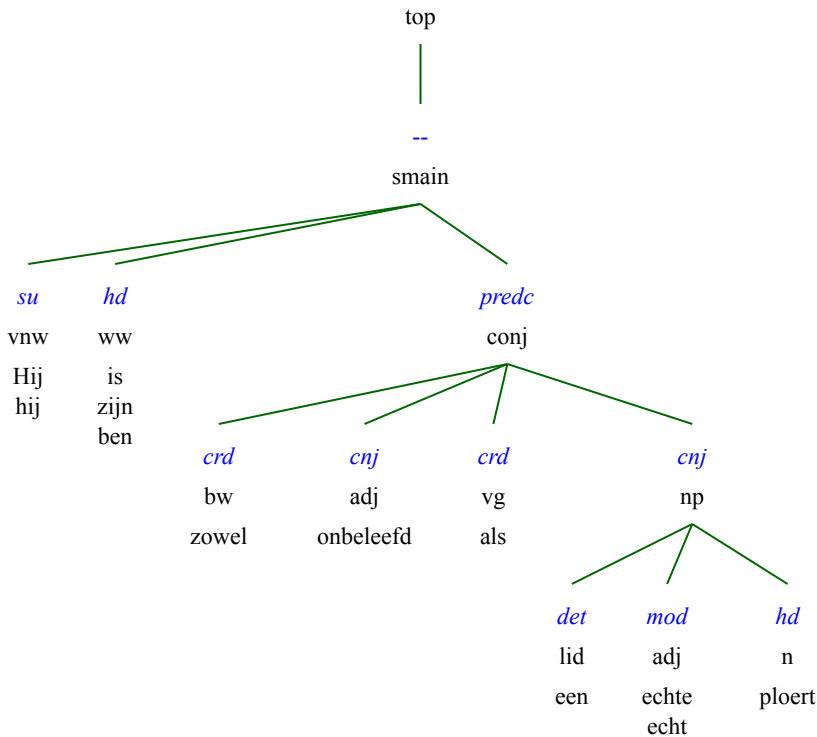 top
--
smain
su hd predc
vnw ww conj
Hij is
hij zijn
ben
crd cnj crd cnj
bw adj vg np
zowel onbeleefd als
det mod hd
lid adj n
een echte ploert
echt